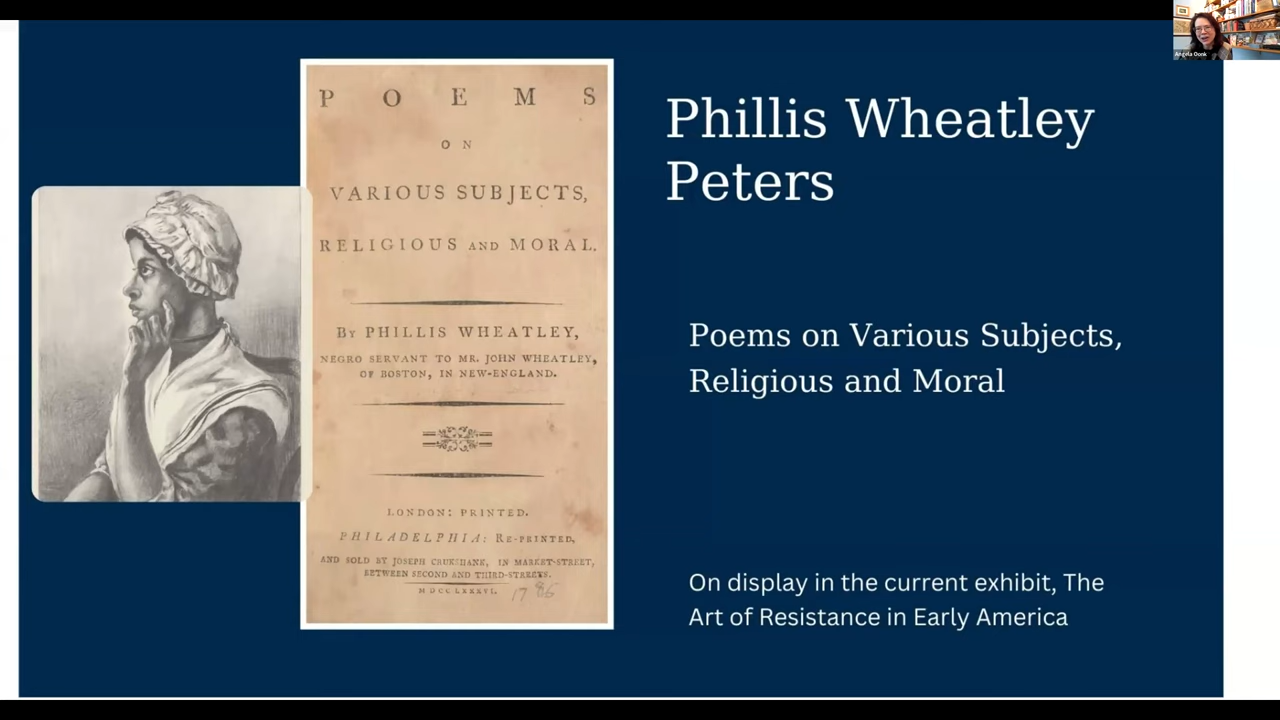 P O E M S
O N
VARIOUS SUBJECTS,
RELIGIOUS AND MORAL.
BY PHILLIS WHEATLEY,
NEGRO SERVANT TO MR. JOHN WHEATLEY,
OF BOSTON, IN NEW-ENGLAND.
LONDON: PRINTED.
PHILADELPHIA: RE-PRINTED,
AND SOLD BY JOSEPH CRUKSHANK, IN MARKET-STREET,
BETWEEN SECOND AND THIRD-STREETS.
MDCCLXXXVI.
1786
Phillis Wheatley
Peters
Poems on Various Subjects,
Religious and Moral
On display in the current exhibit, The
Art of Resistance in Early America
Angela Oonk